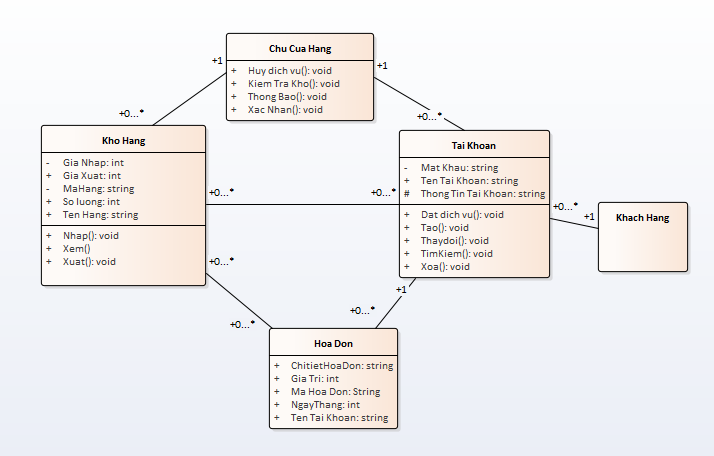 Chu Cua Hang
+ Huy dich vu(): void
+ Kiem Tra Kho(): void
+ Thong Bao(): void
+ Xac Nhan(): void
+1
+1
+0...*
+0...*
Kho Hang
- Gia Nhap: int
+ Gia Xuat: int
- MaHang: string
+ So luong: int
+ Ten Hang: string
+ Nhap(): void
+ Xem()
+ Xuat(): void
Tai Khoan
- Mat Khau: string
+ Ten Tai Khoan: string
# Thong Tin Tai Khoan: string
+ Dat dich vu(): void
+ Tao(): void
+ Thaydoi(): void
+ TimKiem(): void
+ Xoa(): void
+0...*
+0...*
+0...*
+1
Khach Hang
+0...*
+1
+0...*
+0...*
Hoa Don
+ ChitietHoaDon: string
+ Gia Tri: int
+ Ma Hoa Don: String
+ NgayThang: int
+ Ten Tai Khoan: string